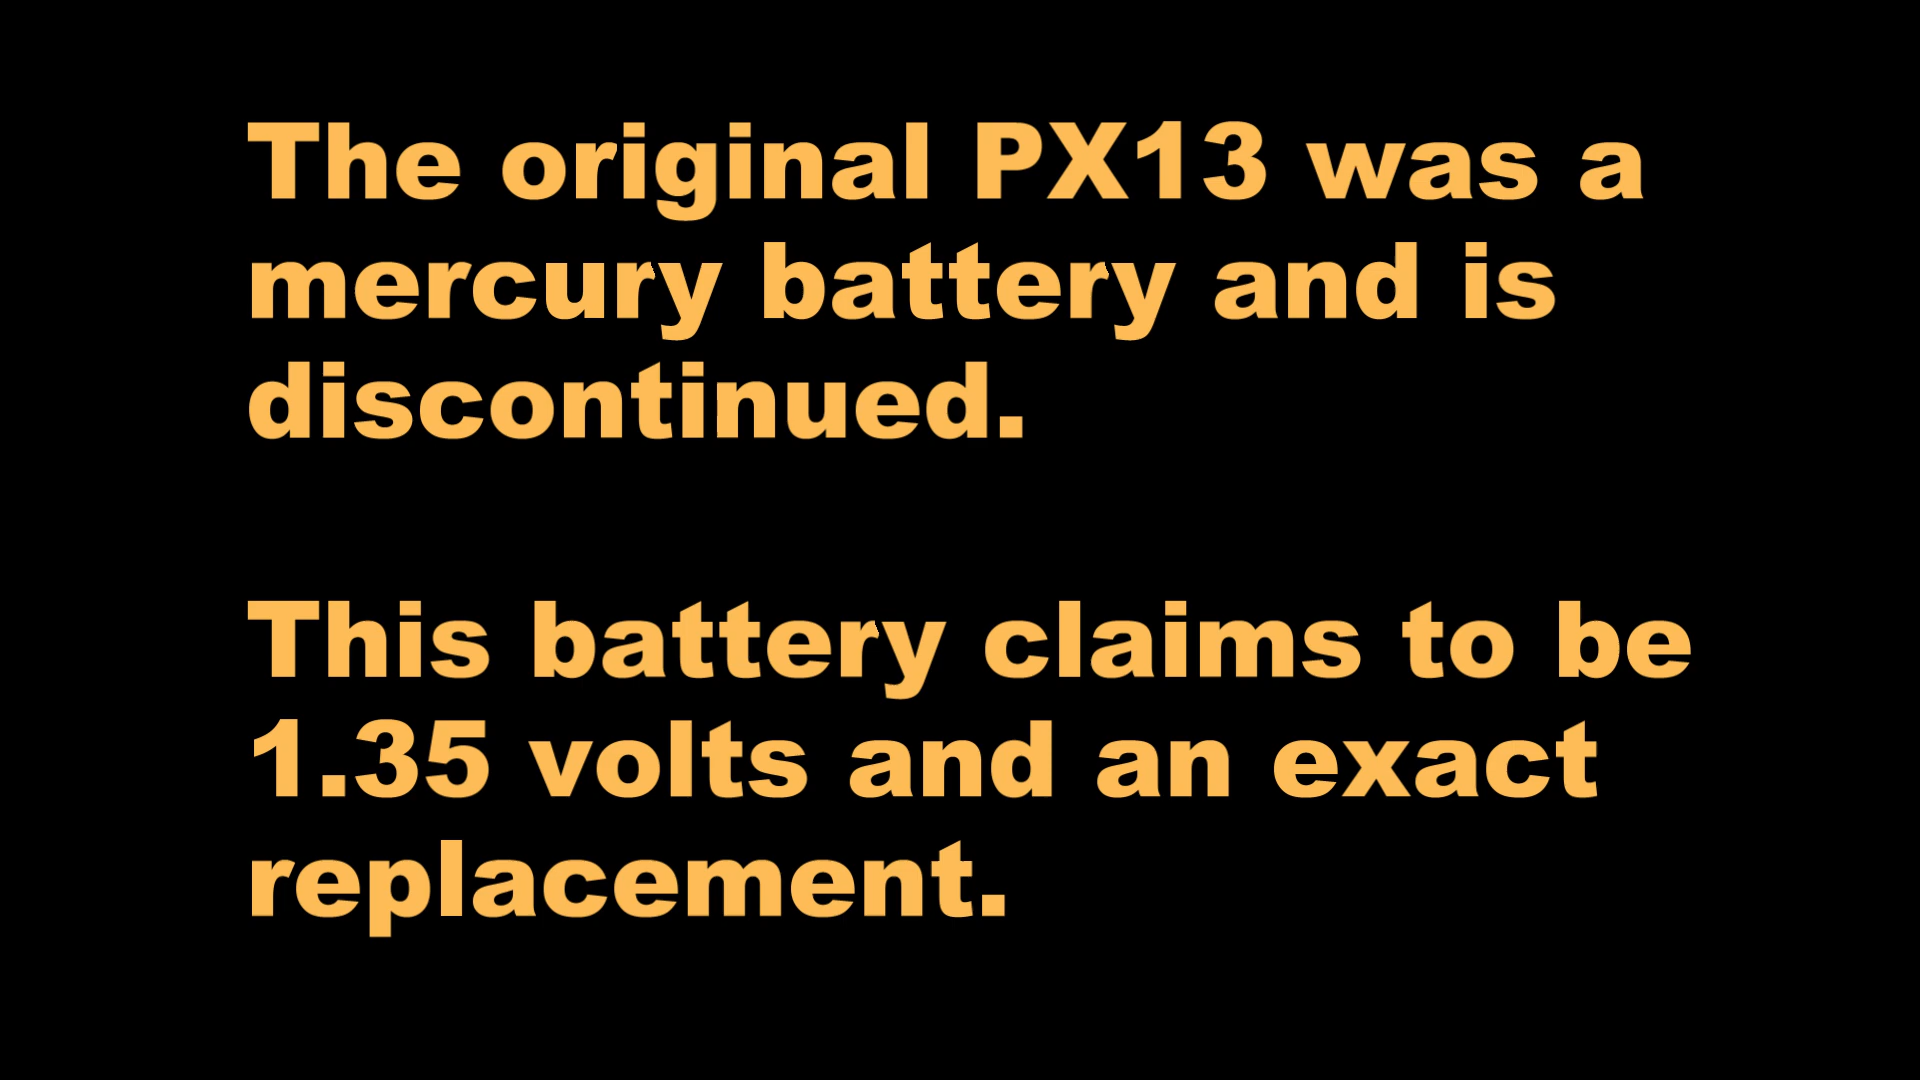 The original PX13 was a
mercury battery and is
discontinued.
This battery claims to be
1.35 volts and an exact
replacement.